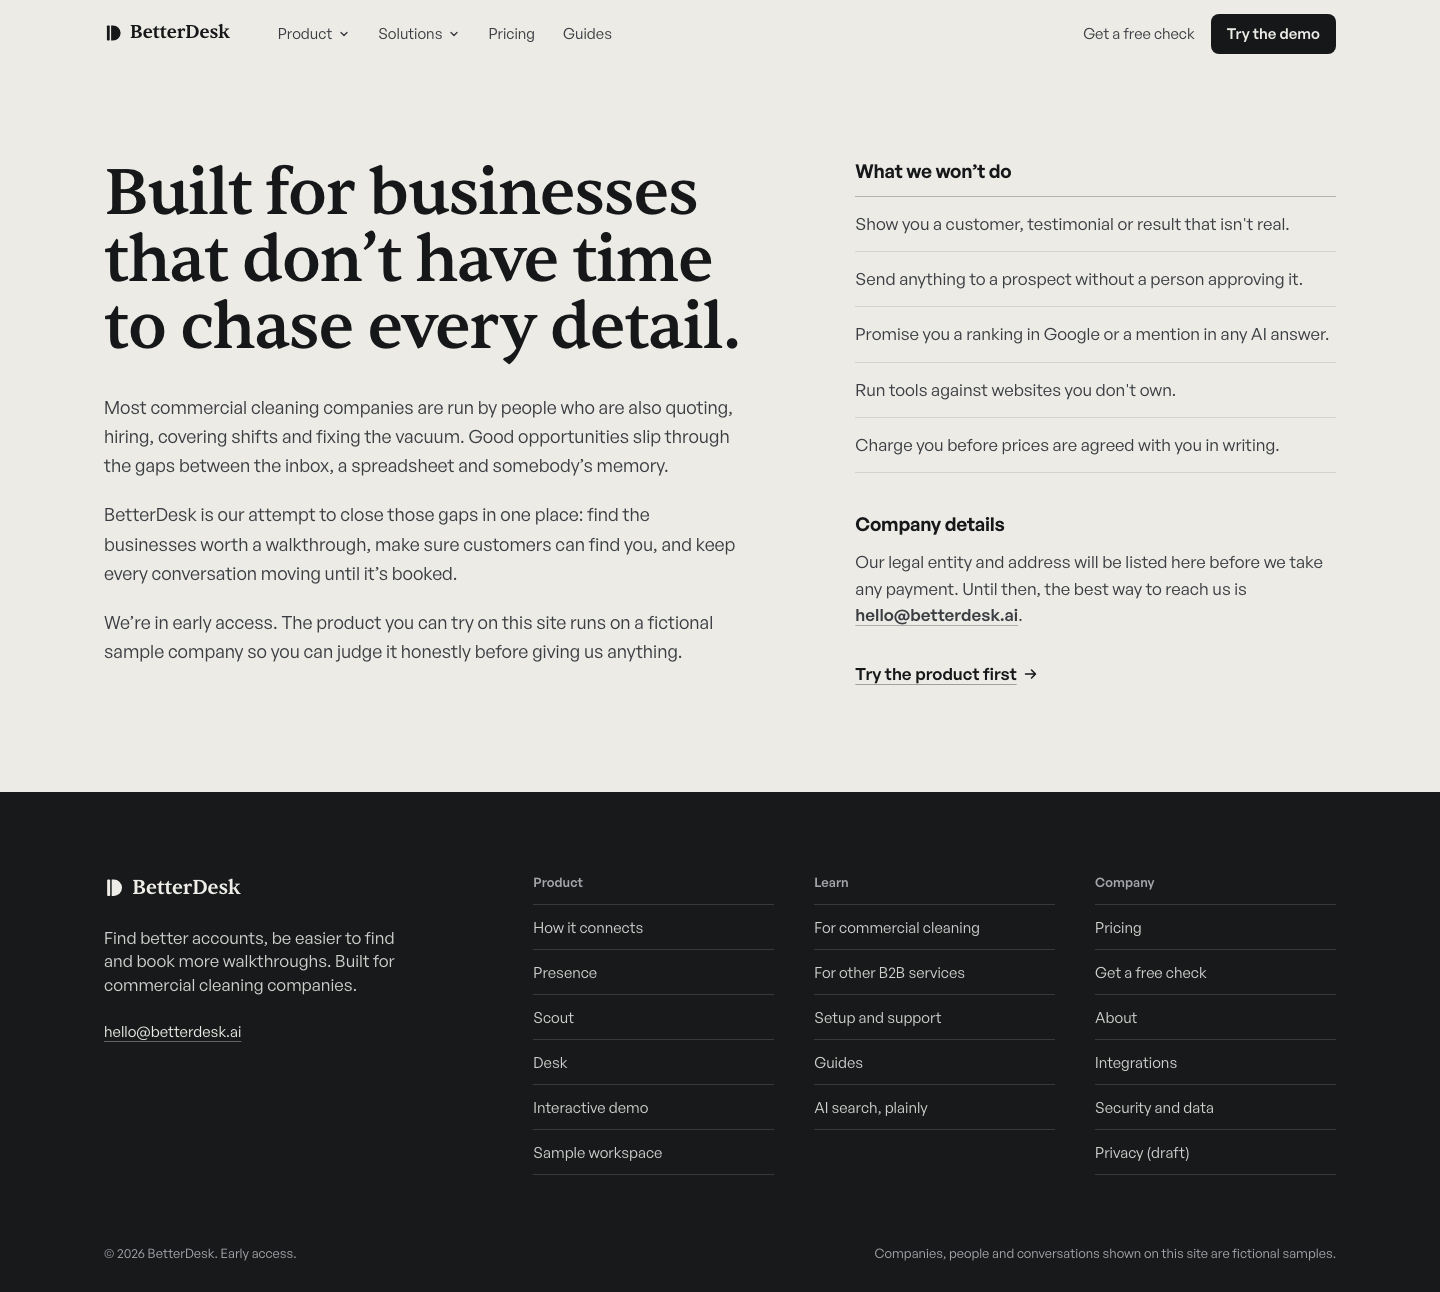 BetterDesk
Product
Solutions
Pricing
Guides
Get a free check
Try the demo
Built for businesses
that don’t have time
to chase every detail.
Most commercial cleaning companies are run by people who are also quoting,
hiring, covering shifts and fixing the vacuum. Good opportunities slip through
the gaps between the inbox, a spreadsheet and somebody’s memory.
BetterDesk is our attempt to close those gaps in one place: find the
businesses worth a walkthrough, make sure customers can find you, and keep
every conversation moving until it’s booked.
We’re in early access. The product you can try on this site runs on a fictional
sample company so you can judge it honestly before giving us anything.
What we won’t do
Show you a customer, testimonial or result that isn't real.
Send anything to a prospect without a person approving it.
Promise you a ranking in Google or a mention in any AI answer.
Run tools against websites you don't own.
Charge you before prices are agreed with you in writing.
Company details
Our legal entity and address will be listed here before we take
any payment. Until then, the best way to reach us is
hello@betterdesk.ai.
Try the product first →
BetterDesk
Find better accounts, be easier to find
and book more walkthroughs. Built for
commercial cleaning companies.
hello@betterdesk.ai
Product
How it connects
Presence
Scout
Desk
Interactive demo
Sample workspace
Learn
For commercial cleaning
For other B2B services
Setup and support
Guides
AI search, plainly
Company
Pricing
Get a free check
About
Integrations
Security and data
Privacy (draft)
© 2026 BetterDesk. Early access.
Companies, people and conversations shown on this site are fictional samples.